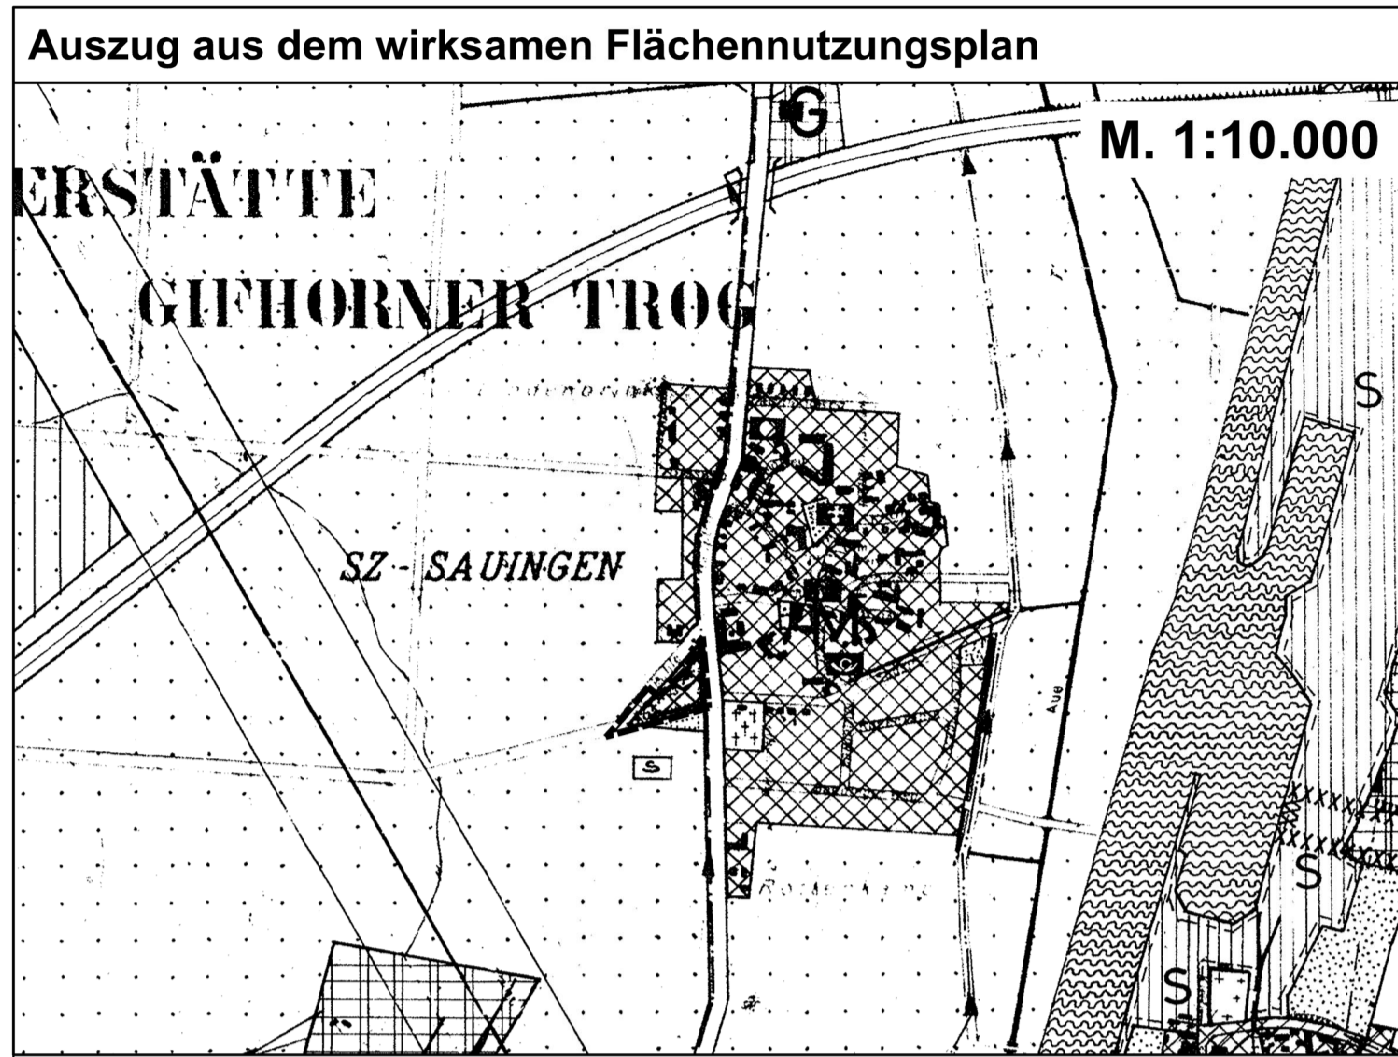 Auszug aus dem wirksamen Flächennutzungsplan
M. 1:10.000
G
ERSTÄTTE
GIFHORNER TROG
S
SZ - SAUINGEN
Aue
S
S
S